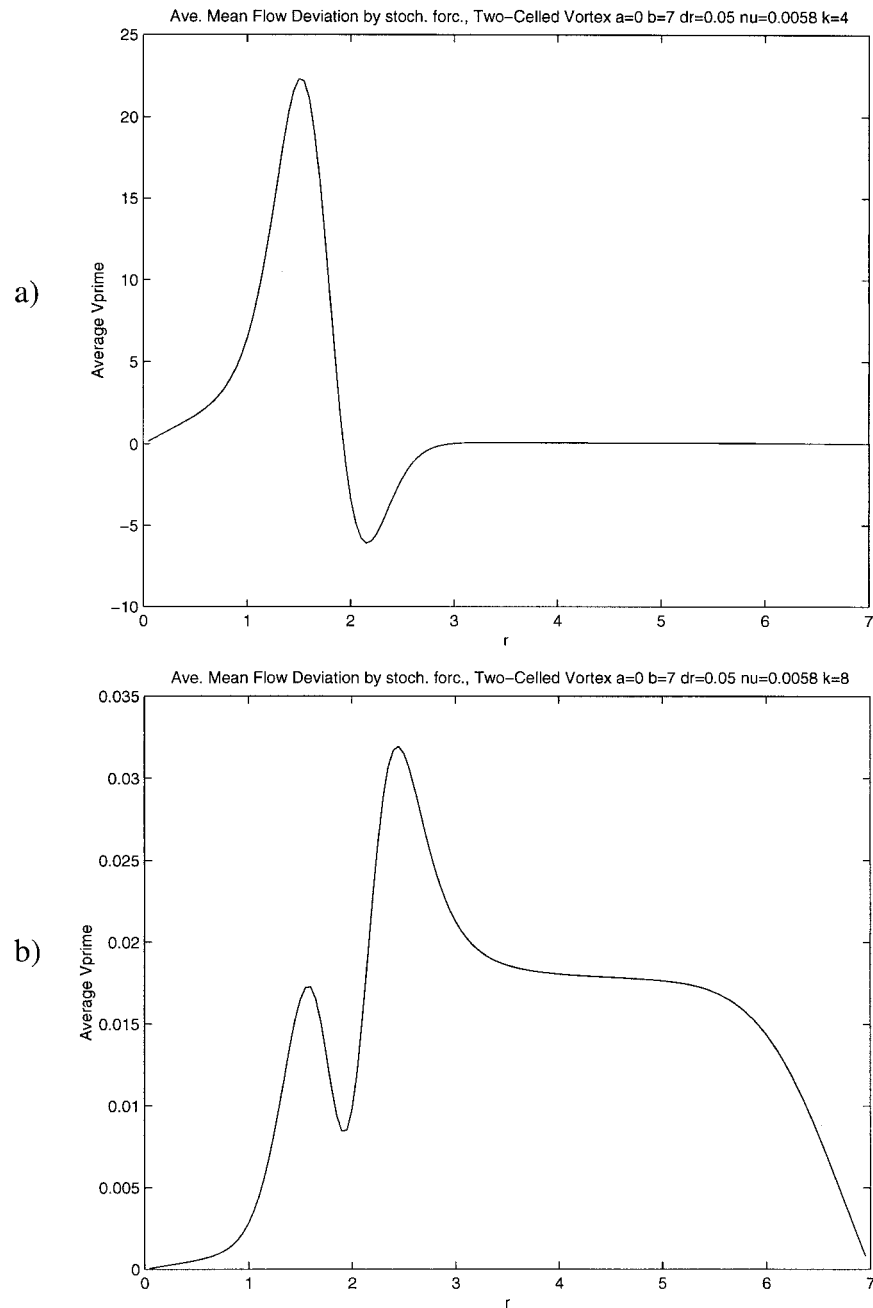 Ave. Mean Flow Deviation by stoch. forc., Two-Celled Vortex a=0 b=7 dr=0.05 nu=0.0058 k=4
25
20
15
10
5
0
−5
−10
Average Vprime
a)
0 1 2 3 4 5 6 7
r
Ave. Mean Flow Deviation by stoch. forc., Two-Celled Vortex a=0 b=7 dr=0.05 nu=0.0058 k=8
0.035
0.03
0.025
0.02
0.015
0.01
0.005
0
Average Vprime
b)
0 1 2 3 4 5 6 7
r